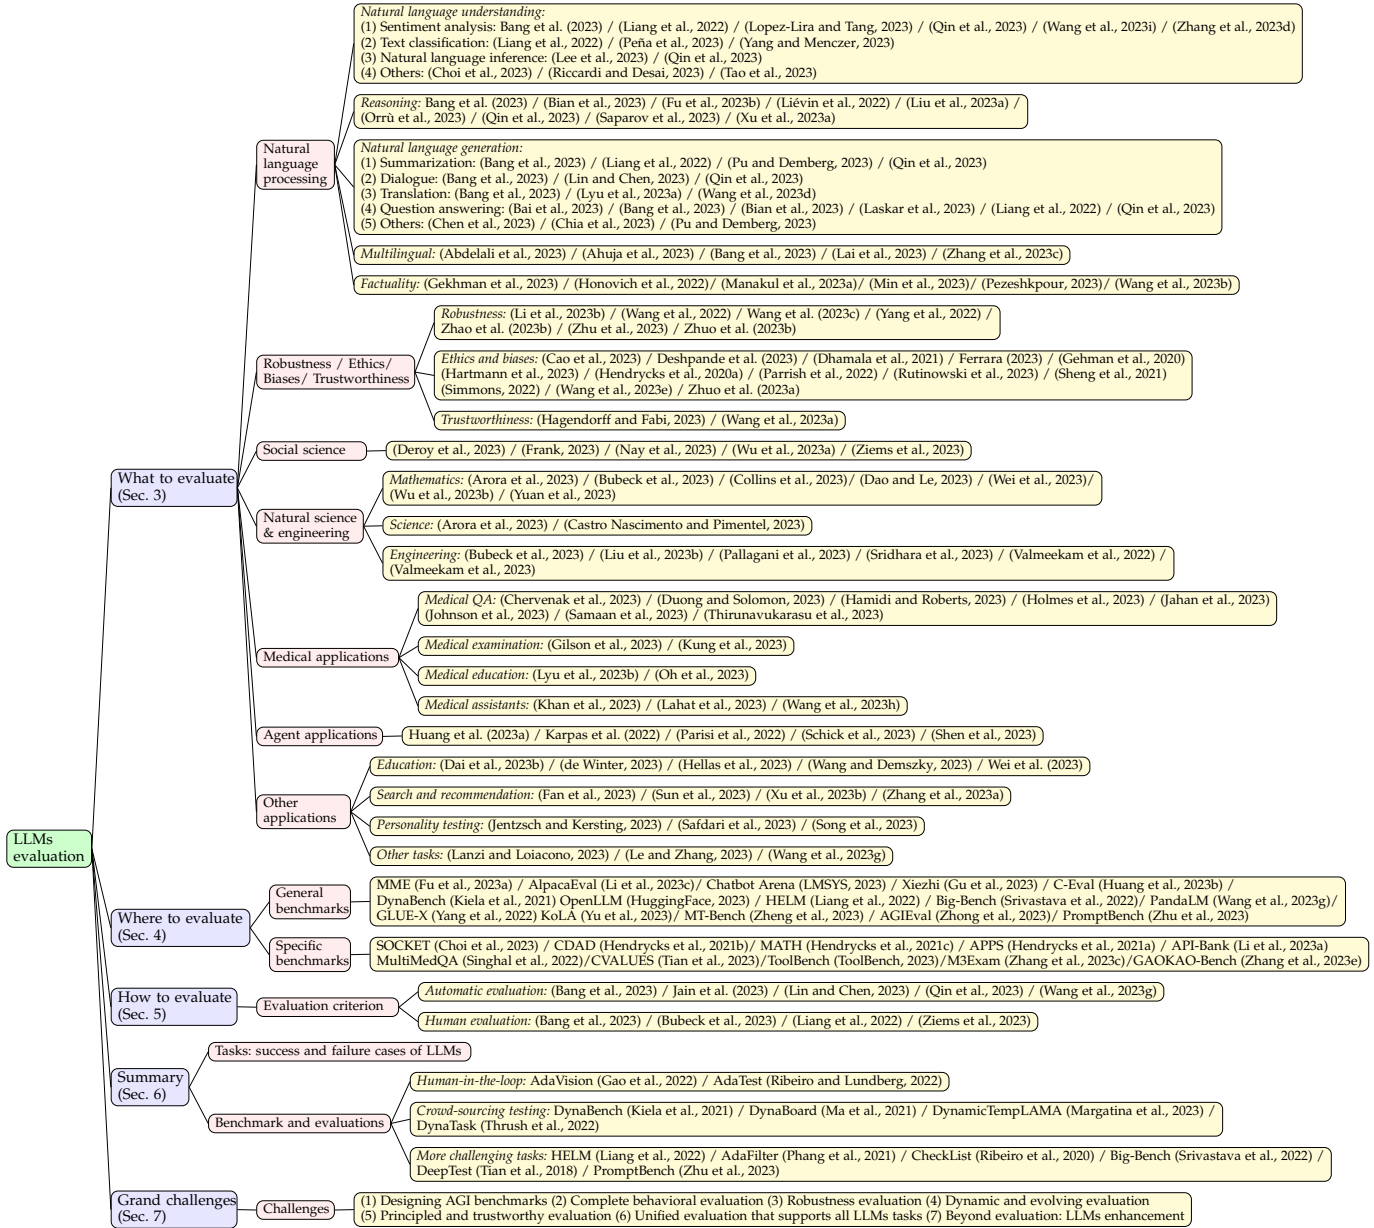 Natural language understanding:
(1) Sentiment analysis: Bang et al. (2023) / (Liang et al., 2022) / (Lopez-Lira and Tang, 2023) / (Qin et al., 2023) / (Wang et al., 2023i) / (Zhang et al., 2023d)
(2) Text classification: (Liang et al., 2022) / (Peña et al., 2023) / (Yang and Menczer, 2023)
(3) Natural language inference: (Lee et al., 2023) / (Qin et al., 2023)
(4) Others: (Choi et al., 2023) / (Riccardi and Desai, 2023) / (Tao et al., 2023)
Reasoning: Bang et al. (2023) / (Bian et al., 2023) / (Fu et al., 2023b) / (Liévin et al., 2022) / (Liu et al., 2023a) /
(Orrù et al., 2023) / (Qin et al., 2023) / (Saparov et al., 2023) / (Xu et al., 2023a)
Natural
language
processing
Natural language generation:
(1) Summarization: (Bang et al., 2023) / (Liang et al., 2022) / (Pu and Demberg, 2023) / (Qin et al., 2023)
(2) Dialogue: (Bang et al., 2023) / (Lin and Chen, 2023) / (Qin et al., 2023)
(3) Translation: (Bang et al., 2023) / (Lyu et al., 2023a) / (Wang et al., 2023d)
(4) Question answering: (Bai et al., 2023) / (Bang et al., 2023) / (Bian et al., 2023) / (Laskar et al., 2023) / (Liang et al., 2022) / (Qin et al., 2023)
(5) Others: (Chen et al., 2023) / (Chia et al., 2023) / (Pu and Demberg, 2023)
Multilingual: (Abdelali et al., 2023) / (Ahuja et al., 2023) / (Bang et al., 2023) / (Lai et al., 2023) / (Zhang et al., 2023c)
Factuality: (Gekhman et al., 2023) / (Honovich et al., 2022)/ (Manakul et al., 2023a)/ (Min et al., 2023)/ (Pezeshkpour, 2023)/ (Wang et al., 2023b)
Robustness: (Li et al., 2023b) / (Wang et al., 2022) / Wang et al. (2023c) / (Yang et al., 2022) /
Zhao et al. (2023b) / (Zhu et al., 2023) / Zhuo et al. (2023b)
Robustness / Ethics/
Biases/ Trustworthiness
Ethics and biases: (Cao et al., 2023) / Deshpande et al. (2023) / (Dhamala et al., 2021) / Ferrara (2023) / (Gehman et al., 2020)
(Hartmann et al., 2023) / (Hendrycks et al., 2020a) / (Parrish et al., 2022) / (Rutinowski et al., 2023) / (Sheng et al., 2021)
(Simmons, 2022) / (Wang et al., 2023e) / Zhuo et al. (2023a)
Trustworthiness: (Hagendorff and Fabi, 2023) / (Wang et al., 2023a)
Social science
(Deroy et al., 2023) / (Frank, 2023) / (Nay et al., 2023) / (Wu et al., 2023a) / (Ziems et al., 2023)
What to evaluate
(Sec. 3)
Mathematics: (Arora et al., 2023) / (Bubeck et al., 2023) / (Collins et al., 2023)/ (Dao and Le, 2023) / (Wei et al., 2023)/
(Wu et al., 2023b) / (Yuan et al., 2023)
Natural science
& engineering
Science: (Arora et al., 2023) / (Castro Nascimento and Pimentel, 2023)
Engineering: (Bubeck et al., 2023) / (Liu et al., 2023b) / (Pallagani et al., 2023) / (Sridhara et al., 2023) / (Valmeekam et al., 2022) /
(Valmeekam et al., 2023)
Medical QA: (Chervenak et al., 2023) / (Duong and Solomon, 2023) / (Hamidi and Roberts, 2023) / (Holmes et al., 2023) / (Jahan et al., 2023)
(Johnson et al., 2023) / (Samaan et al., 2023) / (Thirunavukarasu et al., 2023)
Medical applications
Medical examination: (Gilson et al., 2023) / (Kung et al., 2023)
Medical education: (Lyu et al., 2023b) / (Oh et al., 2023)
Medical assistants: (Khan et al., 2023) / (Lahat et al., 2023) / (Wang et al., 2023h)
Agent applications
Huang et al. (2023a) / Karpas et al. (2022) / (Parisi et al., 2022) / (Schick et al., 2023) / (Shen et al., 2023)
Other
applications
Education: (Dai et al., 2023b) / (de Winter, 2023) / (Hellas et al., 2023) / (Wang and Demszky, 2023) / Wei et al. (2023)
Search and recommendation: (Fan et al., 2023) / (Sun et al., 2023) / (Xu et al., 2023b) / (Zhang et al., 2023a)
Personality testing: (Jentzsch and Kersting, 2023) / (Safdari et al., 2023) / (Song et al., 2023)
Other tasks: (Lanzi and Loiacono, 2023) / (Le and Zhang, 2023) / (Wang et al., 2023g)
LLMs
evaluation
Where to evaluate
(Sec. 4)
General
benchmarks
MME (Fu et al., 2023a) / AlpacaEval (Li et al., 2023c)/ Chatbot Arena (LMSYS, 2023) / Xiezhi (Gu et al., 2023) / C-Eval (Huang et al., 2023b) /
DynaBench (Kiela et al., 2021) OpenLLM (HuggingFace, 2023) / HELM (Liang et al., 2022) / Big-Bench (Srivastava et al., 2022)/ PandaLM (Wang et al., 2023g)/
GLUE-X (Yang et al., 2022) KoLA (Yu et al., 2023)/ MT-Bench (Zheng et al., 2023) / AGIEval (Zhong et al., 2023)/ PromptBench (Zhu et al., 2023)
Specific
benchmarks
SOCKET (Choi et al., 2023) / CDAD (Hendrycks et al., 2021b)/ MATH (Hendrycks et al., 2021c) / APPS (Hendrycks et al., 2021a) / API-Bank (Li et al., 2023a)
MultiMedQA (Singhal et al., 2022)/CVALUES (Tian et al., 2023)/ToolBench (ToolBench, 2023)/M3Exam (Zhang et al., 2023c)/GAOKAO-Bench (Zhang et al., 2023e)
How to evaluate
(Sec. 5)
Evaluation criterion
Automatic evaluation: (Bang et al., 2023) / Jain et al. (2023) / (Lin and Chen, 2023) / (Qin et al., 2023) / (Wang et al., 2023g)
Human evaluation: (Bang et al., 2023) / (Bubeck et al., 2023) / (Liang et al., 2022) / (Ziems et al., 2023)
Summary
(Sec. 6)
Tasks: success and failure cases of LLMs
Benchmark and evaluations
Human-in-the-loop: AdaVision (Gao et al., 2022) / AdaTest (Ribeiro and Lundberg, 2022)
Crowd-sourcing testing: DynaBench (Kiela et al., 2021) / DynaBoard (Ma et al., 2021) / DynamicTempLAMA (Margatina et al., 2023) /
DynaTask (Thrush et al., 2022)
More challenging tasks: HELM (Liang et al., 2022) / AdaFilter (Phang et al., 2021) / CheckList (Ribeiro et al., 2020) / Big-Bench (Srivastava et al., 2022) /
DeepTest (Tian et al., 2018) / PromptBench (Zhu et al., 2023)
Grand challenges
(Sec. 7)
Challenges
(1) Designing AGI benchmarks (2) Complete behavioral evaluation (3) Robustness evaluation (4) Dynamic and evolving evaluation
(5) Principled and trustworthy evaluation (6) Unified evaluation that supports all LLMs tasks (7) Beyond evaluation: LLMs enhancement